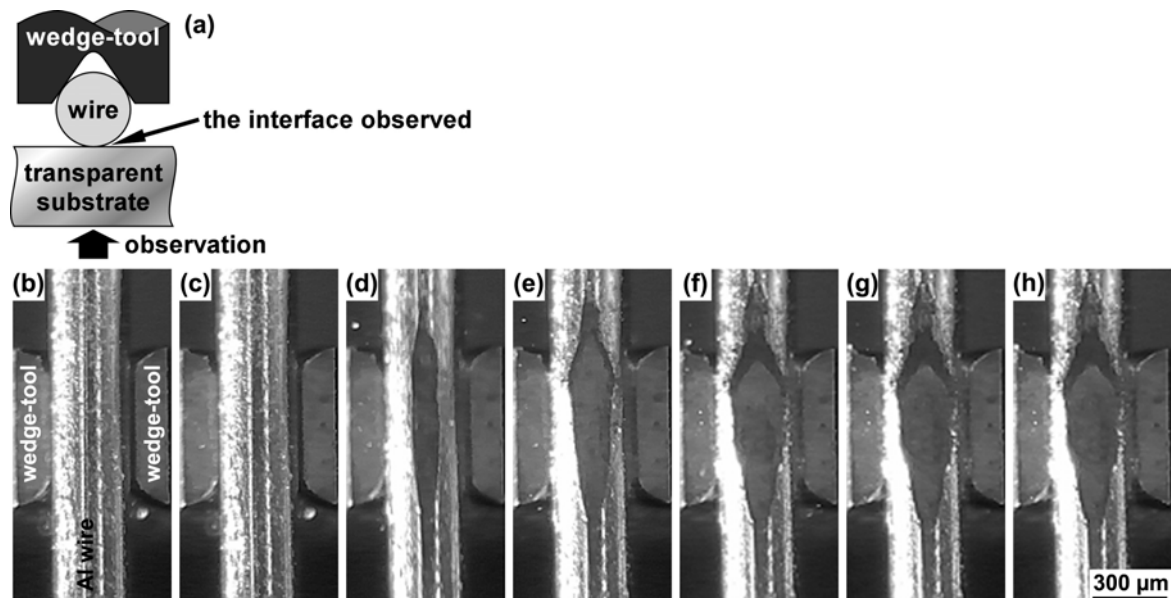 (a)
wedge-tool
wire
the interface observed
transparent
substrate
observation
(b)
(c)
(d)
(e)
(f)
(g)
(h)
wedge-tool
wedge-tool
Al wire
300 µm